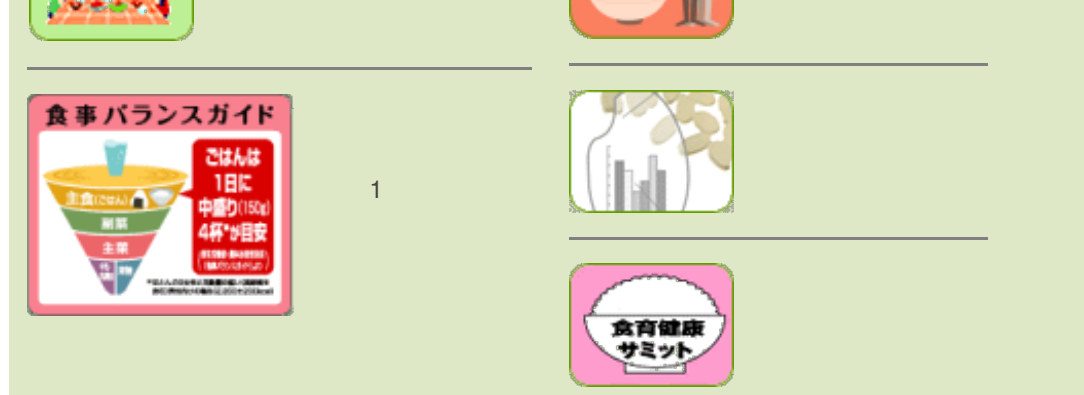 食事バランスガイド
ごはんは
1日に
中盛り(150g)
4杯*が目安
主食(ごはん)
副菜
主菜
1
食育健康
サミット